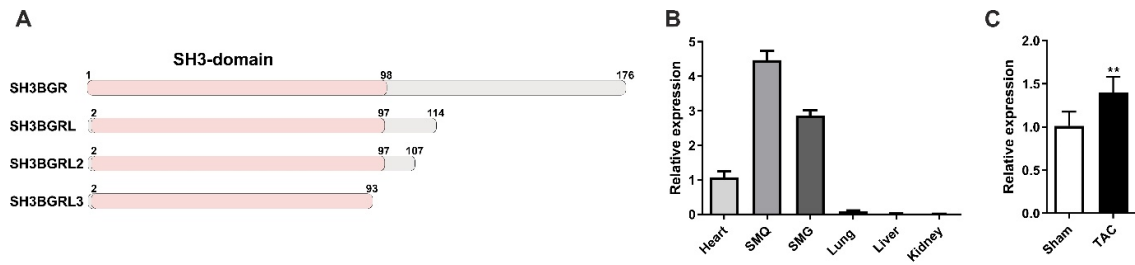 A
SH3-domain
1 98 176
SH3BGR
2 97 114
SH3BGRL
2 97 107
SH3BGRL2
2 93
SH3BGRL3
B
Relative expression
5
4
3
2
1
0
Heart SMQ SMG Lung Liver Kidney
C
Relative expression
2.0
1.5
1.0
0.5
0.0
**
Sham TAC